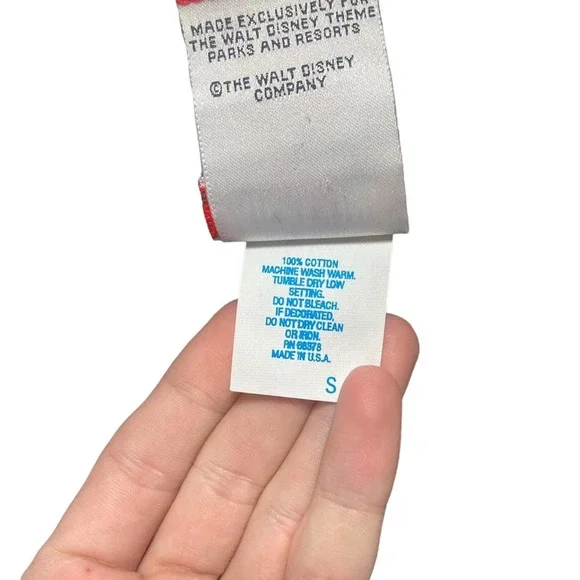 MADE EXCLUSIVELY FOR
THE WALT DISNEY THEME
PARKS AND RESORTS
©THE WALT DISNEY
COMPANY
100% COTTON
MACHINE WASH WARM.
TUMBLE DRY LOW
SETTING.
DO NOT BLEACH.
IF DECORATED,
DO NOT DRY CLEAN
OR IRON.
RN 68378
MADE IN U.S.A.
S